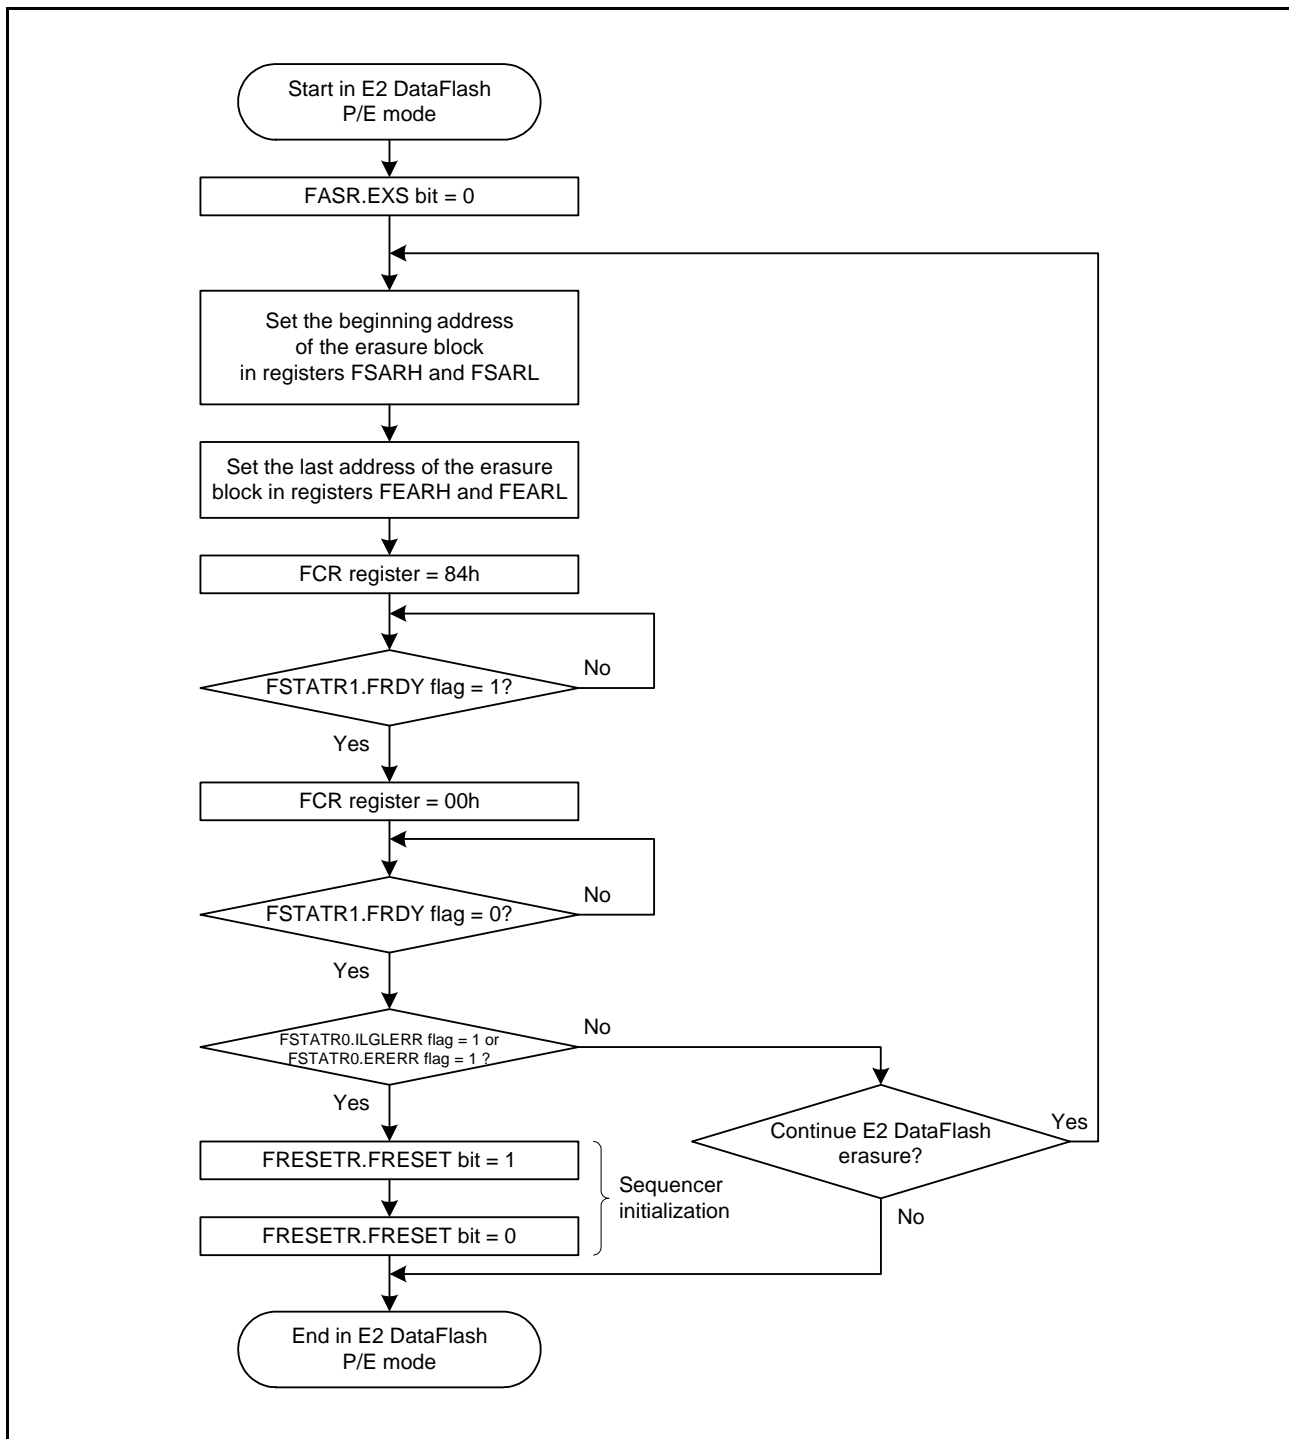 Start in E2 DataFlash
P/E mode
FASR.EXS bit = 0
Set the beginning address
of the erasure block
in registers FSARH and FSARL
Set the last address of the erasure
block in registers FEARH and FEARL
FCR register = 84h
FSTATR1.FRDY flag = 1?
No
Yes
FCR register = 00h
FSTATR1.FRDY flag = 0?
No
Yes
FSTATR0.ILGLERR flag = 1 or
FSTATR0.ERERR flag = 1 ?
No
Yes
Continue E2 DataFlash
erasure?
Yes
No
FRESETR.FRESET bit = 1
FRESETR.FRESET bit = 0
Sequencer
initialization
End in E2 DataFlash
P/E mode